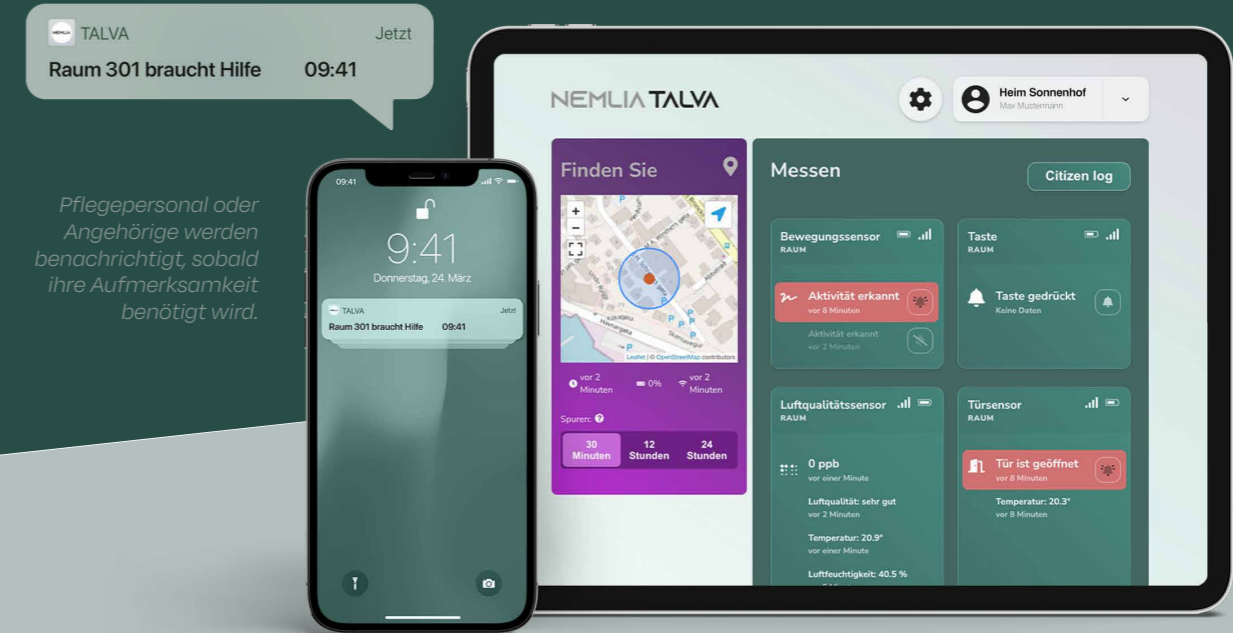 TALVA Jetzt
Raum 301 braucht Hilfe 09:41
Pflegepersonal oder
Angehörige werden
benachrichtigt, sobald
ihre Aufmerksamkeit
benötigt wird.
09:41
9:41
Donnerstag, 24. März
TALVA Jetzt
Raum 301 braucht Hilfe 09:41
NEMLIA TALVA
Heim Sonnenhof
Max Mustermann
Finden Sie
+
−
P
P
P
P
P
P
Havnargata
Skansavegur
Leaflet | © OpenStreetMap contributors
vor 2 Minuten
0%
vor 2 Minuten
Spuren:
30 Minuten
12 Stunden
24 Stunden
Messen
Citizen log
Bewegungssensor
RAUM
Aktivität erkannt
vor 8 Minuten
Aktivität erkannt
vor 2 Minuten
Taste
RAUM
Taste gedrückt
Keine Daten
Luftqualitätssensor
RAUM
0 ppb
vor einer Minute
Luftqualität: sehr gut
vor 2 Minuten
Temperatur: 20.9°
vor einer Minute
Luftfeuchtigkeit: 40.5 %
Türsensor
RAUM
Tür ist geöffnet
vor 8 Minuten
Temperatur: 20.3°
vor 8 Minuten